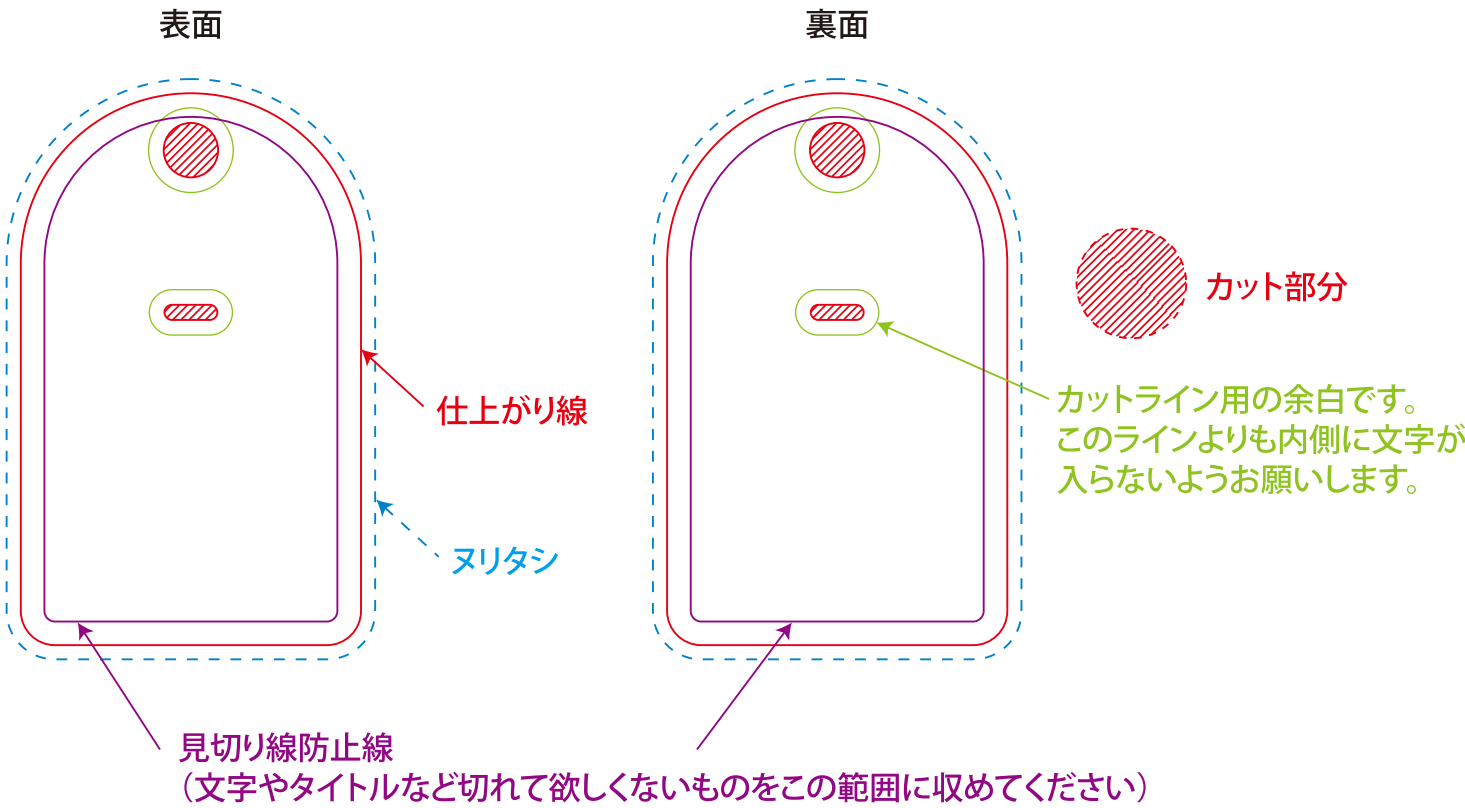 表面
裏面
カット部分
仕上がり線
カットライン用の余白です。
このラインよりも内側に文字が
入らないようお願いします。
ヌリタシ
見切り線防止線
（文字やタイトルなど切れて欲しくないものをこの範囲に収めてください）